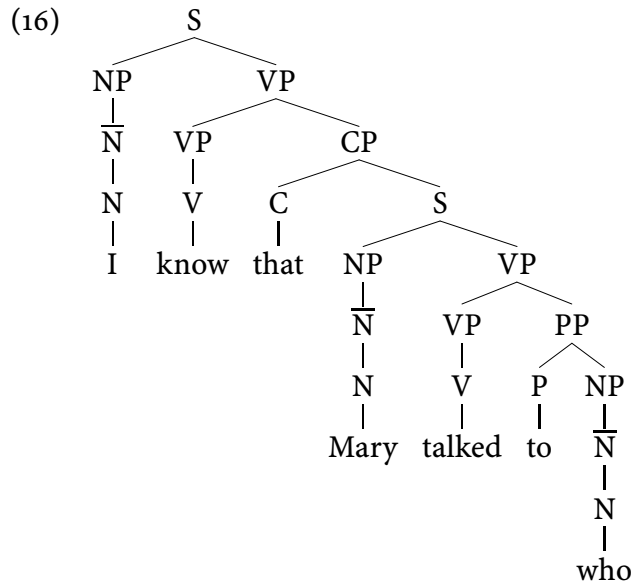 (16) S
NP VP
N̅ VP CP
N V C S
I know that NP VP
N̅ VP PP
N V P NP
Mary talked to N̅
N
who